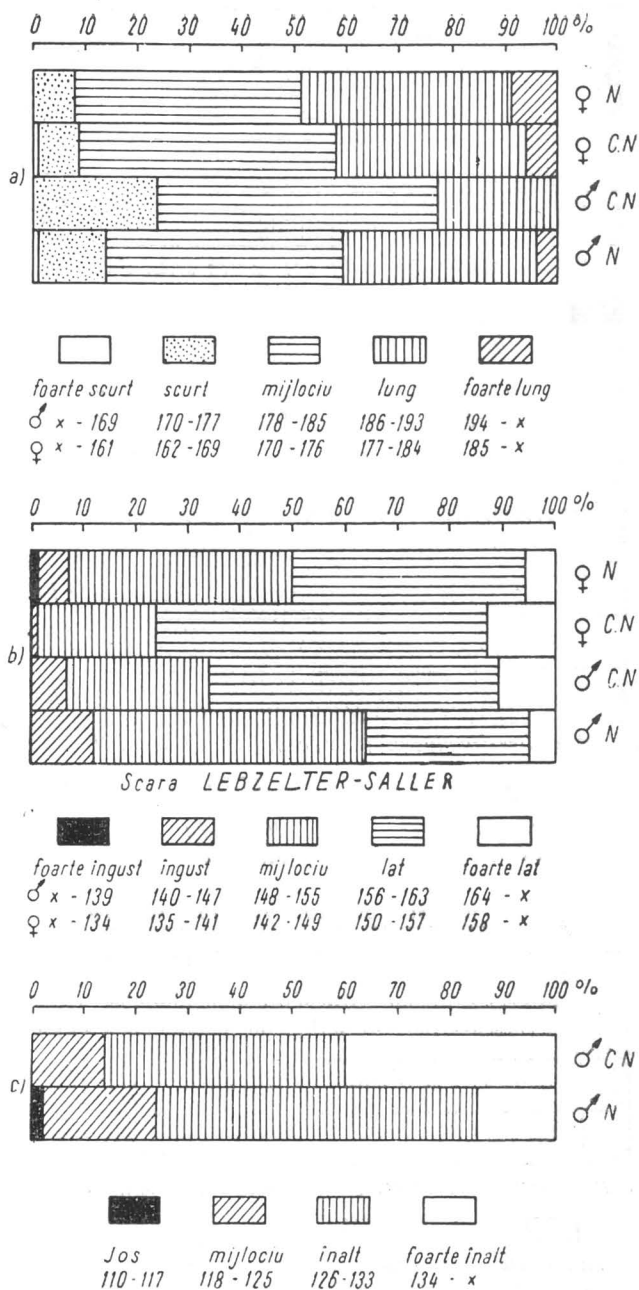 0 10 20 30 40 50 60 70 80 90 100 %
♀ N
♀ C.N
a)
♂ C N
♂ N
foarte scurt scurt mijlociu lung foarte lung
♂ x - 169 170-177 178-185 186-193 194 - x
♀ x - 161 162-169 170-176 177-184 185 - x
0 10 20 30 40 50 60 70 80 90 100 %
♀ N
♀ C.N
b)
♂ C.N
♂ N
Scara LEBZELTER-SALLER
foarte îngust îngust mijlociu lat foarte lat
♂ x - 139 140-147 148-155 156-163 164 - x
♀ x - 134 135-141 142-149 150-157 158 - x
0 10 20 30 40 50 60 70 80 90 100 %
♂ C N
c)
♂ N
Jos mijlociu înalt foarte înalt
110-117 118-125 126-133 134 - x